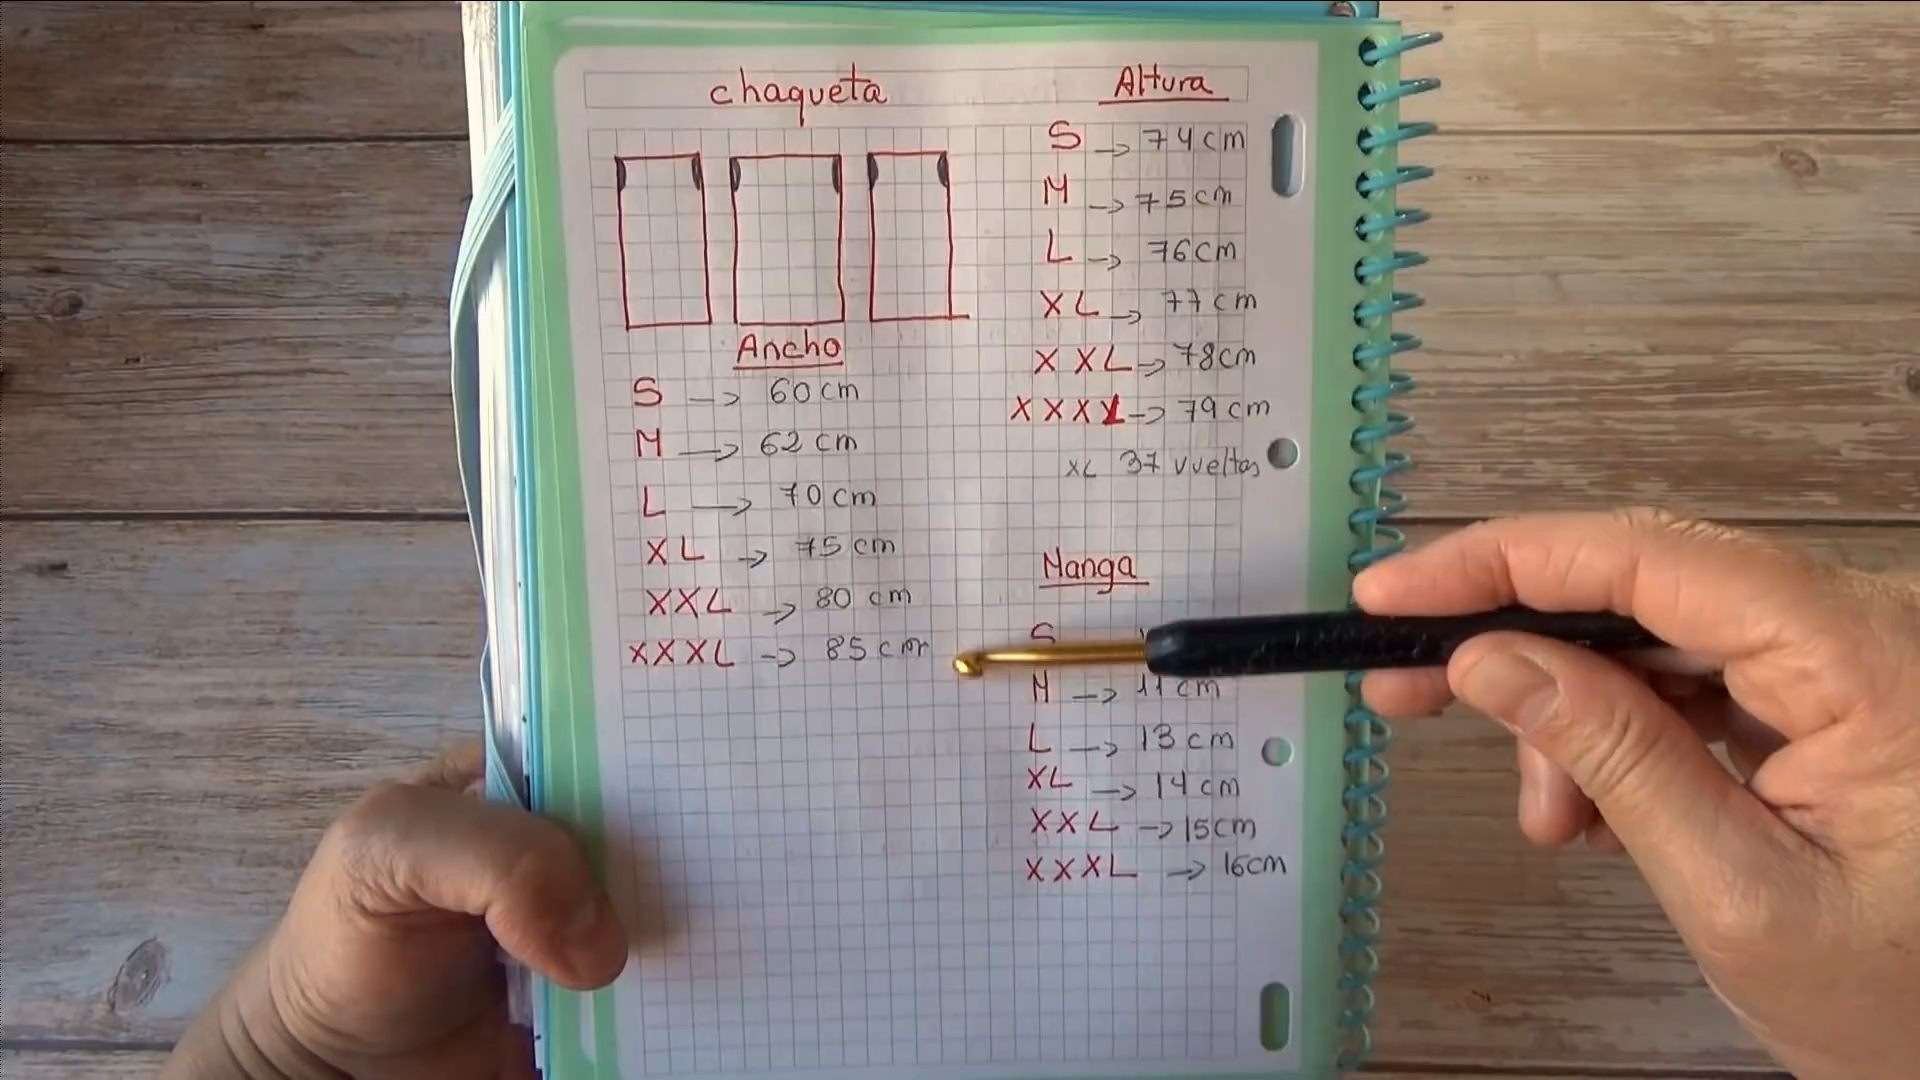 chaqueta
Ancho
S -> 60 cm
M -> 62 cm
L -> 70 cm
XL -> 75 cm
XXL -> 80 cm
XXXL -> 85 cm
Altura
S -> 74 cm
M -> 75 cm
L -> 76 cm
XL -> 77 cm
XXL -> 78 cm
XXXL -> 79 cm
XL 37 vueltas
Manga
S
M -> 11 cm
L -> 13 cm
XL -> 14 cm
XXL -> 15 cm
XXXL -> 16 cm